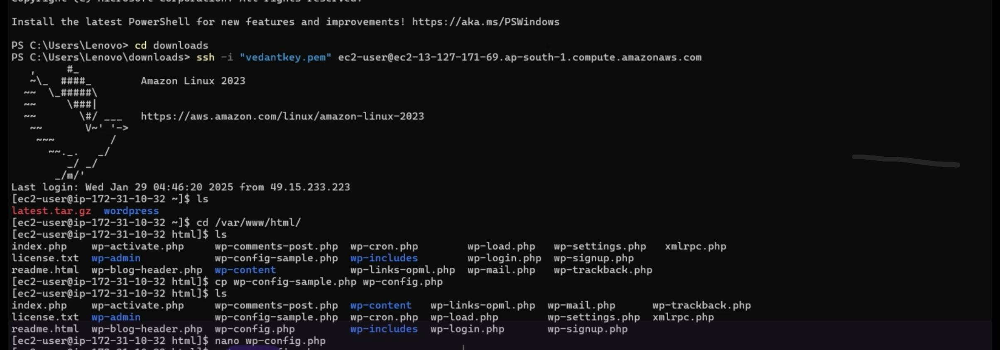 Copyright (C) Microsoft Corporation. All rights reserved.
Install the latest PowerShell for new features and improvements! https://aka.ms/PSWindows
PS C:\Users\Lenovo> cd downloads
PS C:\Users\Lenovo\downloads> ssh -i "vedantkey.pem" ec2-user@ec2-13-127-171-69.ap-south-1.compute.amazonaws.com
   ,     #_
   ~\_  ####_        Amazon Linux 2023
  ~~  \_#####\
  ~~     \###|
  ~~       \#/ ___   https://aws.amazon.com/linux/amazon-linux-2023
   ~~       V~' '->
    ~~~         /
      ~~._.   _/
         _/ _/
       _/m/'
Last login: Wed Jan 29 04:46:20 2025 from 49.15.233.223
[ec2-user@ip-172-31-10-32 ~]$ ls
latest.tar.gz  wordpress
[ec2-user@ip-172-31-10-32 ~]$ cd /var/www/html/
[ec2-user@ip-172-31-10-32 html]$ ls
index.php    wp-activate.php     wp-comments-post.php  wp-cron.php        wp-load.php   wp-settings.php   xmlrpc.php
license.txt  wp-admin            wp-config-sample.php  wp-includes        wp-login.php  wp-signup.php
readme.html  wp-blog-header.php  wp-content            wp-links-opml.php  wp-mail.php   wp-trackback.php
[ec2-user@ip-172-31-10-32 html]$ cp wp-config-sample.php wp-config.php
[ec2-user@ip-172-31-10-32 html]$ ls
index.php    wp-activate.php     wp-comments-post.php  wp-content   wp-links-opml.php  wp-mail.php      wp-trackback.php
license.txt  wp-admin            wp-config-sample.php  wp-cron.php  wp-load.php        wp-settings.php  xmlrpc.php
readme.html  wp-blog-header.php  wp-config.php         wp-includes  wp-login.php       wp-signup.php
[ec2-user@ip-172-31-10-32 html]$ nano wp-config.php